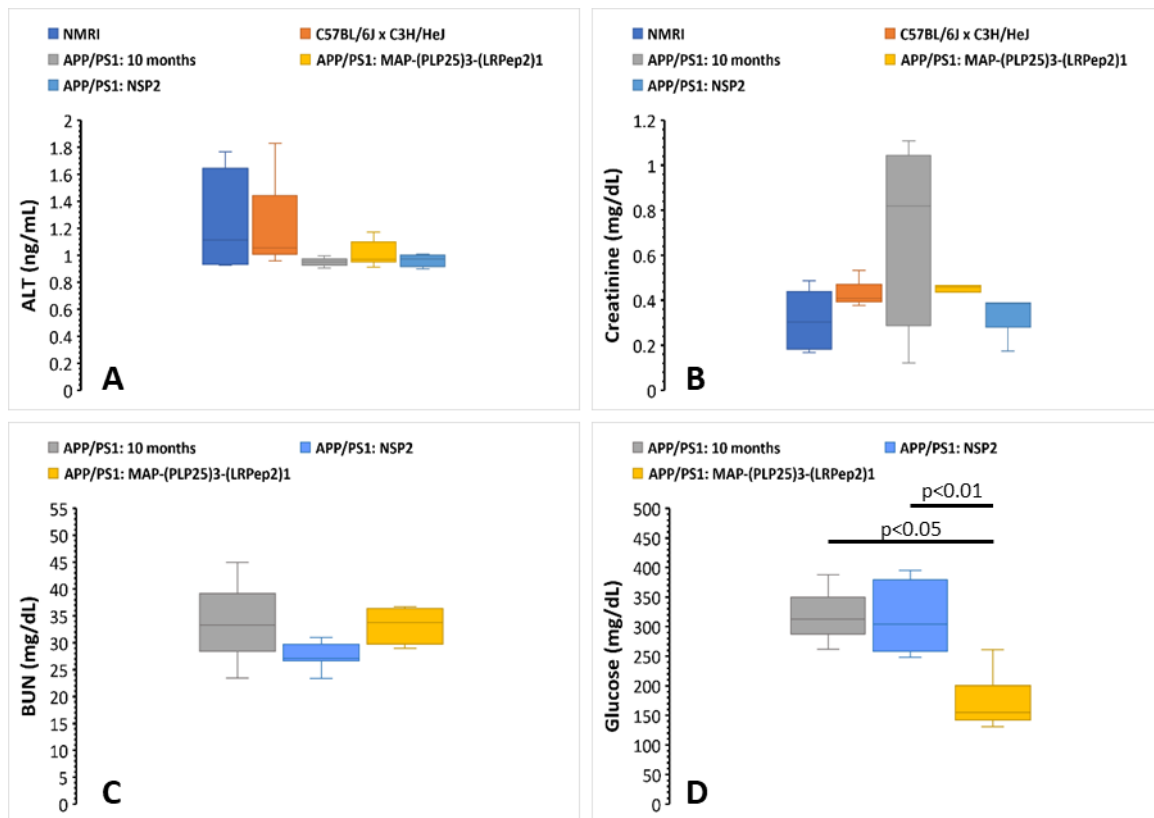 NMRI C57BL/6J x C3H/HeJ
APP/PS1: 10 months APP/PS1: MAP-(PLP25)3-(LRPep2)1
APP/PS1: NSP2
ALT (ng/mL)
2
1.8
1.6
1.4
1.2
1
0.8
0.6
0.4
0.2
0
A
NMRI C57BL/6J x C3H/HeJ
APP/PS1: 10 months APP/PS1: MAP-(PLP25)3-(LRPep2)1
APP/PS1: NSP2
Creatinine (mg/dL)
1.2
1
0.8
0.6
0.4
0.2
0
B
APP/PS1: 10 months APP/PS1: NSP2
APP/PS1: MAP-(PLP25)3-(LRPep2)1
BUN (mg/dL)
55
50
45
40
35
30
25
20
15
10
5
0
C
APP/PS1: 10 months APP/PS1: NSP2
APP/PS1: MAP-(PLP25)3-(LRPep2)1
p<0.01
p<0.05
Glucose (mg/dL)
500
450
400
350
300
250
200
150
100
50
0
D